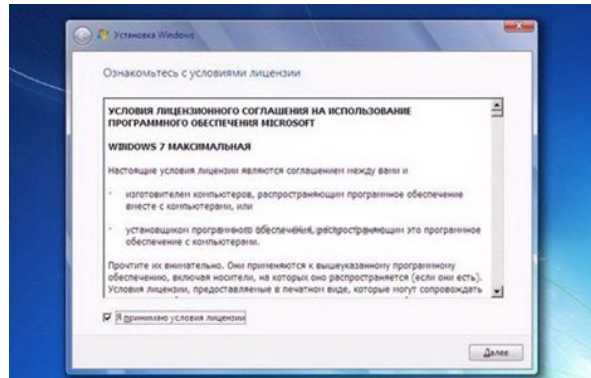 Установка Windows
Ознакомьтесь с условиями лицензии
УСЛОВИЯ ЛИЦЕНЗИОННОГО СОГЛАШЕНИЯ НА ИСПОЛЬЗОВАНИЕ
ПРОГРАММНОГО ОБЕСПЕЧЕНИЯ MICROSOFT
WINDOWS 7 МАКСИМАЛЬНАЯ
Настоящие условия лицензии являются соглашением между вами и
· изготовителем компьютеров, распространяющим программное обеспечение
вместе с компьютерами, или
· установщиком программного обеспечения, распространяющим это программное
обеспечение с компьютерами.
Прочтите их внимательно. Они применяются к вышеуказанному программному
обеспечению, включая носители, на которых оно распространяется (если они есть).
Условия лицензии, предоставляемые в печатном виде, которые могут сопровождать
Я принимаю условия лицензии
Далее